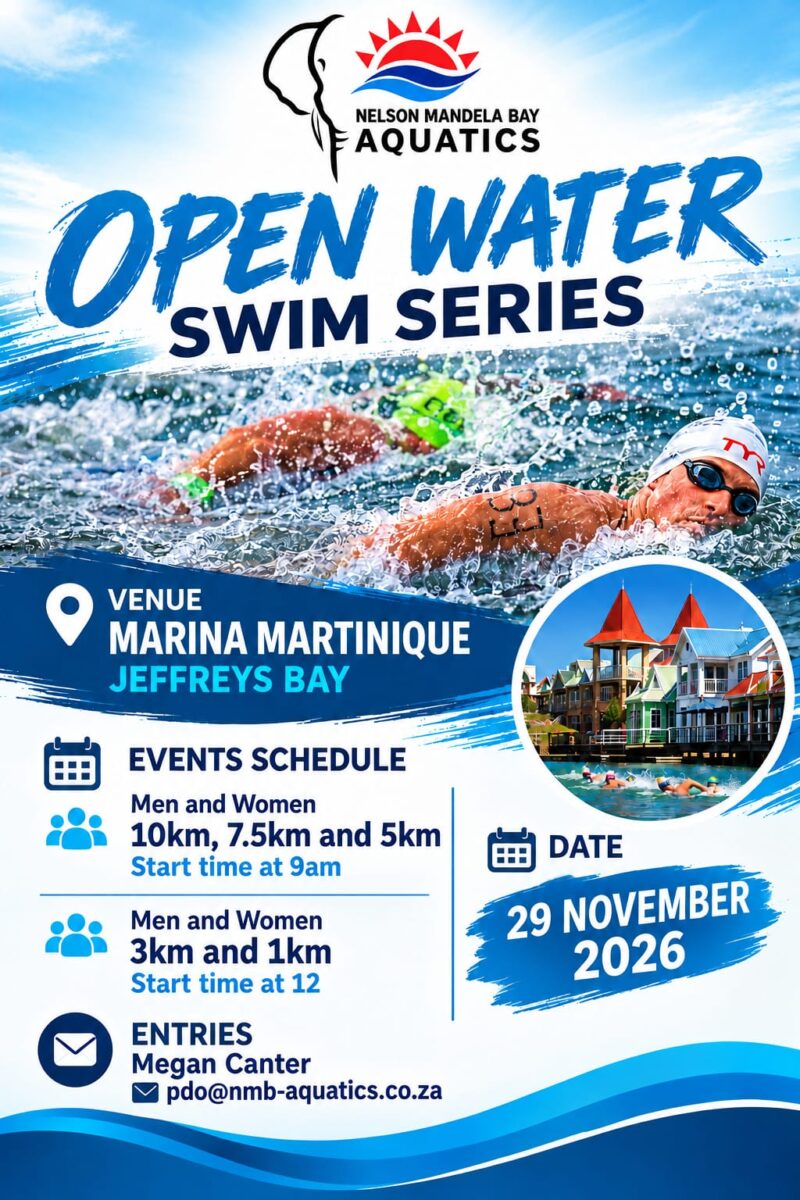 NELSON MANDELA BAY
AQUATICS
OPEN WATER
SWIM SERIES
TYR
VENUE
MARINA MARTINIQUE
JEFFREYS BAY
EVENTS SCHEDULE
Men and Women
10km, 7.5km and 5km
Start time at 9am
Men and Women
3km and 1km
Start time at 12
DATE
29 NOVEMBER
2026
ENTRIES
Megan Canter
pdo@nmb-aquatics.co.za